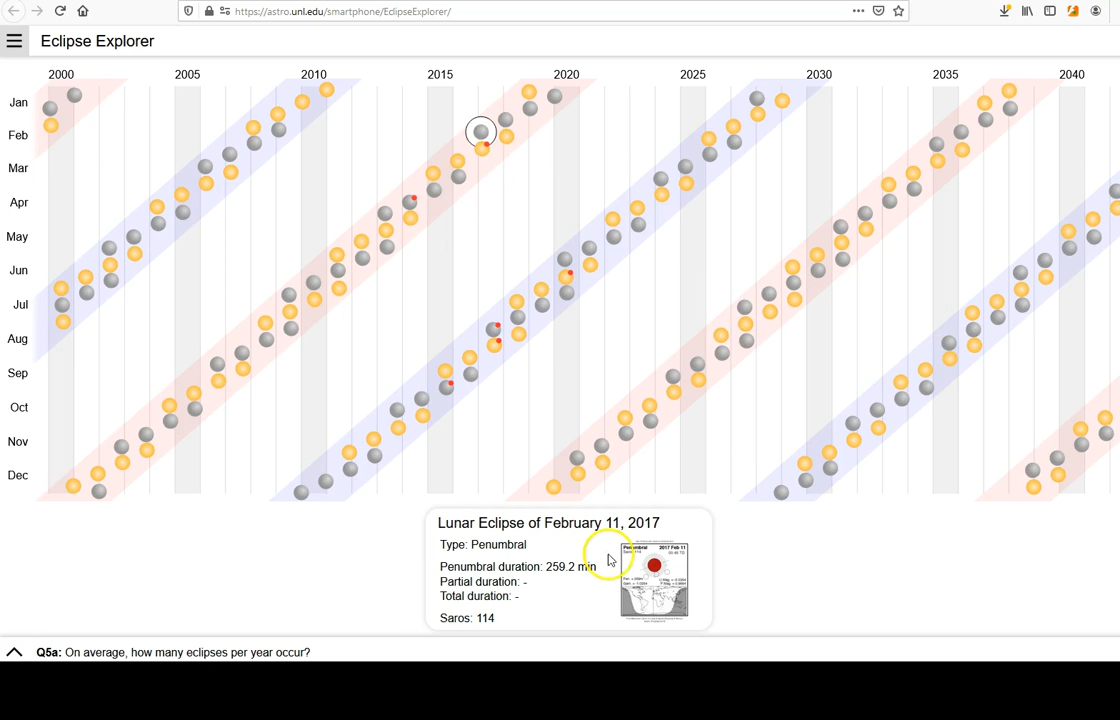 https://astro.unl.edu/smartphone/EclipseExplorer/
Eclipse Explorer
2000 2005 2010 2015 2020 2025 2030 2035 2040
Jan
Feb
Mar
Apr
May
Jun
Jul
Aug
Sep
Oct
Nov
Dec
Lunar Eclipse of February 11, 2017
Type: Penumbral
Penumbral duration: 259.2 min
Partial duration: -
Total duration: -
Saros: 114
Penumbral 2017 Feb 11
Q5a: On average, how many eclipses per year occur?